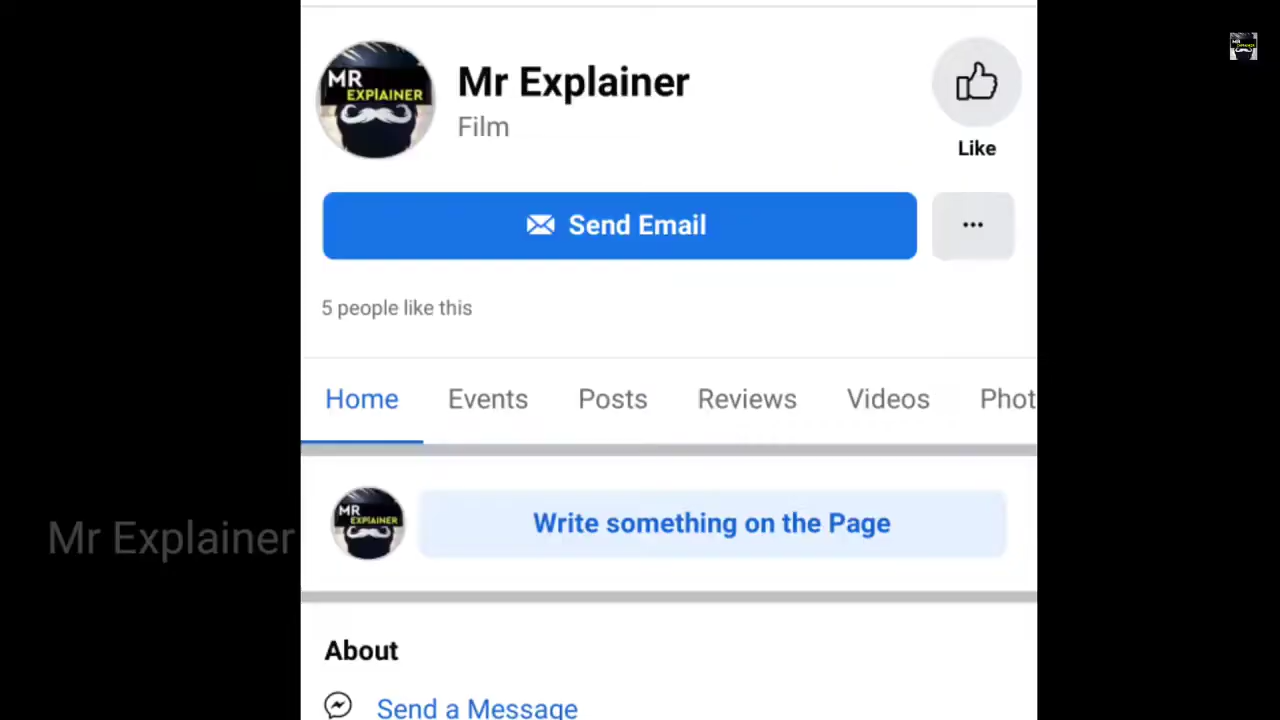 MR
EXPlAINER
Mr Explainer
Film
Like
Send Email
5 people like this
Home Events Posts Reviews Videos Phot
MR
EXPlAINER
Write something on the Page
Mr Explainer
About
Send a Message